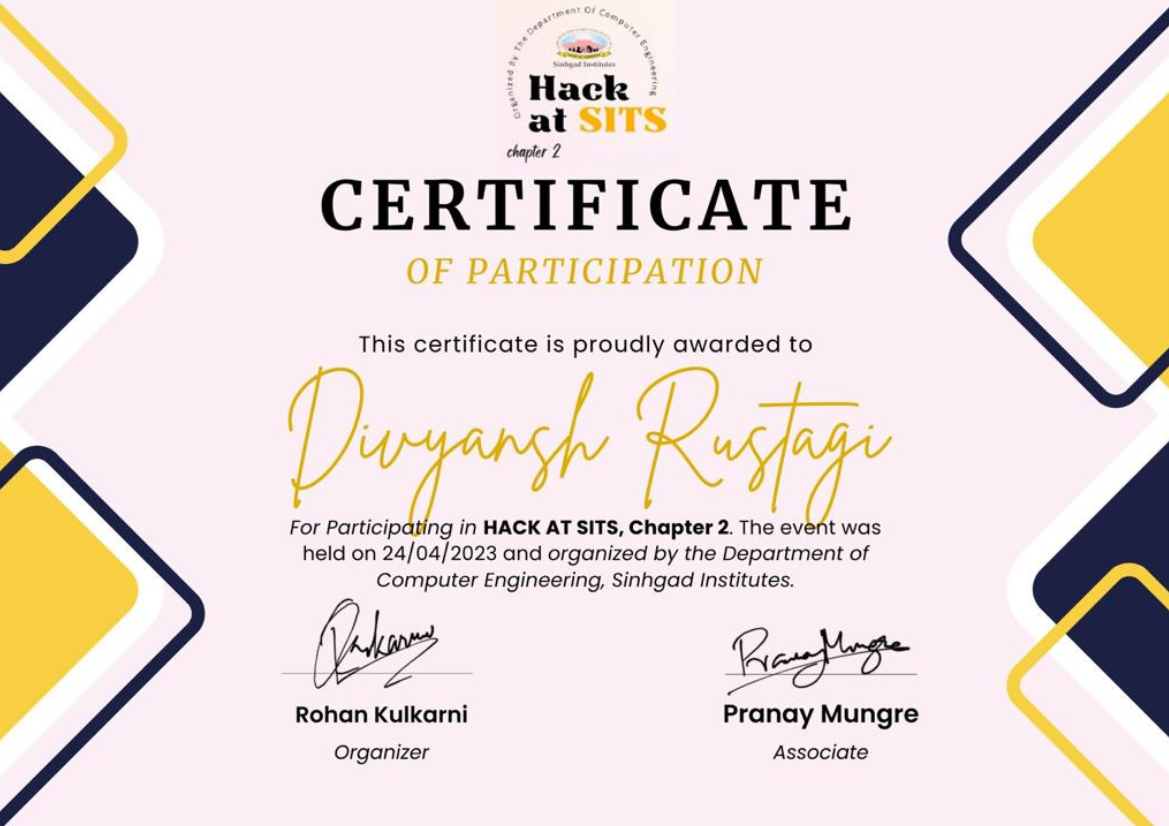 Organized By The Department Of Computer Engineering
Sinhgad Institutes
Hack
at SITS
chapter 2
CERTIFICATE
OF PARTICIPATION
This certificate is proudly awarded to
Divyansh Rustagi
For Participating in HACK AT SITS, Chapter 2. The event was
held on 24/04/2023 and organized by the Department of
Computer Engineering, Sinhgad Institutes.
Pranay Mungre
Rohan Kulkarni
Pranay Mungre
Organizer
Associate